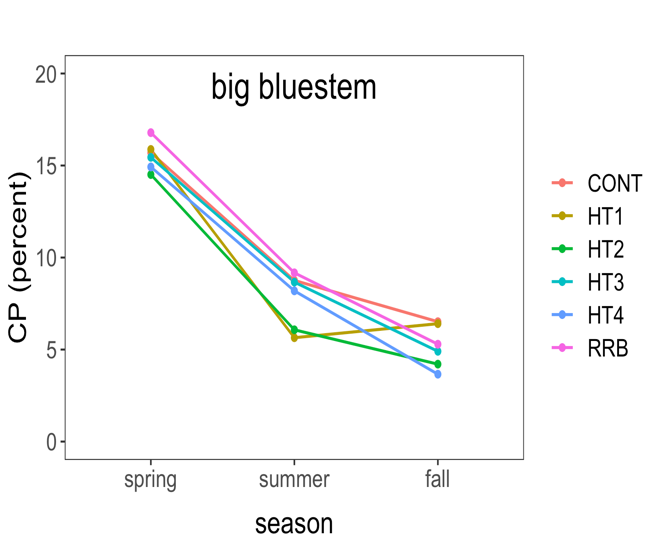 big bluestem
20
15
10
5
0
CP (percent)
spring summer fall
season
CONT
HT1
HT2
HT3
HT4
RRB